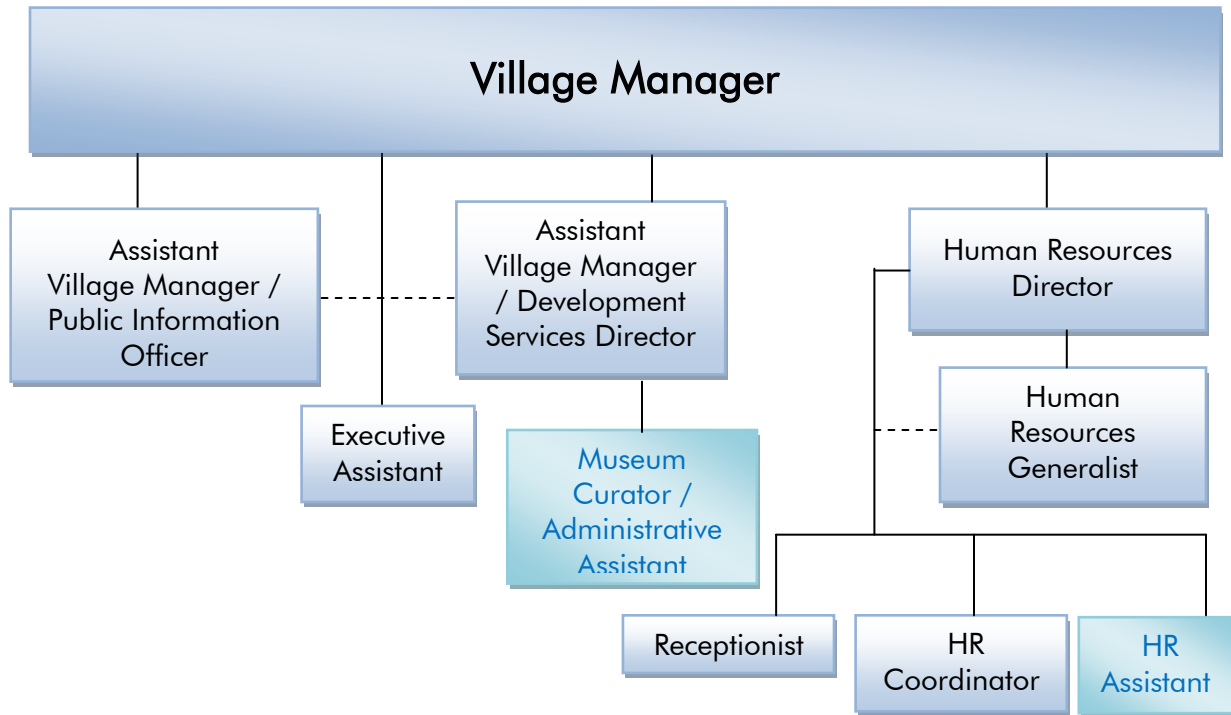 Village Manager
Assistant
Village Manager /
Public Information
Officer
Assistant
Village Manager
/ Development
Services Director
Human Resources
Director
Executive
Assistant
Museum
Curator /
Administrative
Assistant
Human
Resources
Generalist
Receptionist
HR
Coordinator
HR
Assistant